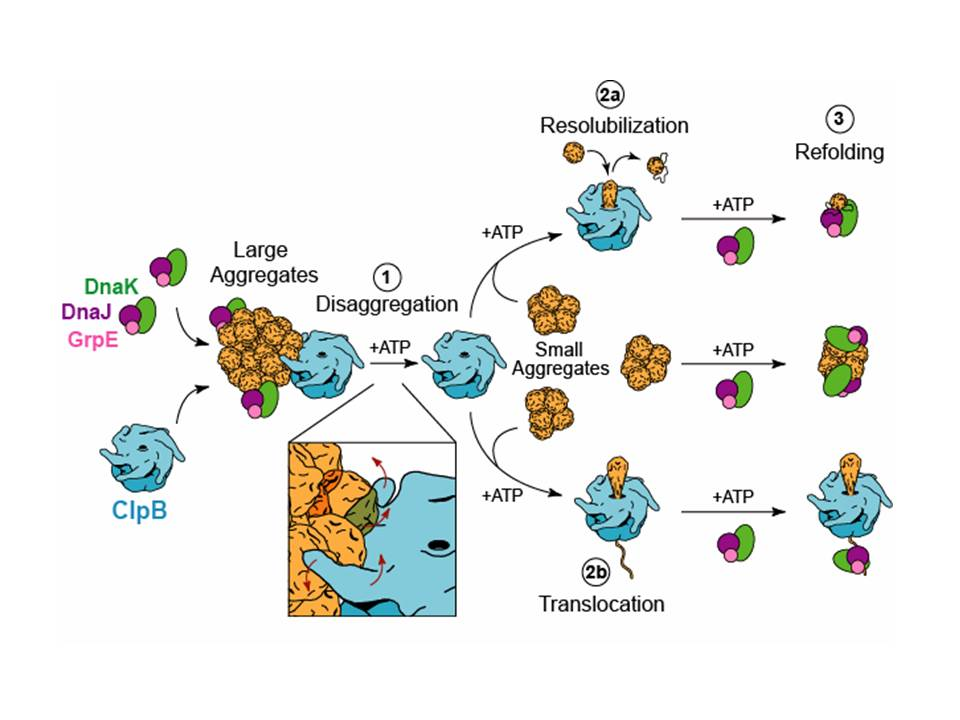 2a
Resolubilization
3
Refolding
+ATP
+ATP
Large
Aggregates
1
Disaggregation
DnaK
DnaJ
GrpE
+ATP
Small
Aggregates
+ATP
ClpB
+ATP
+ATP
2b
Translocation